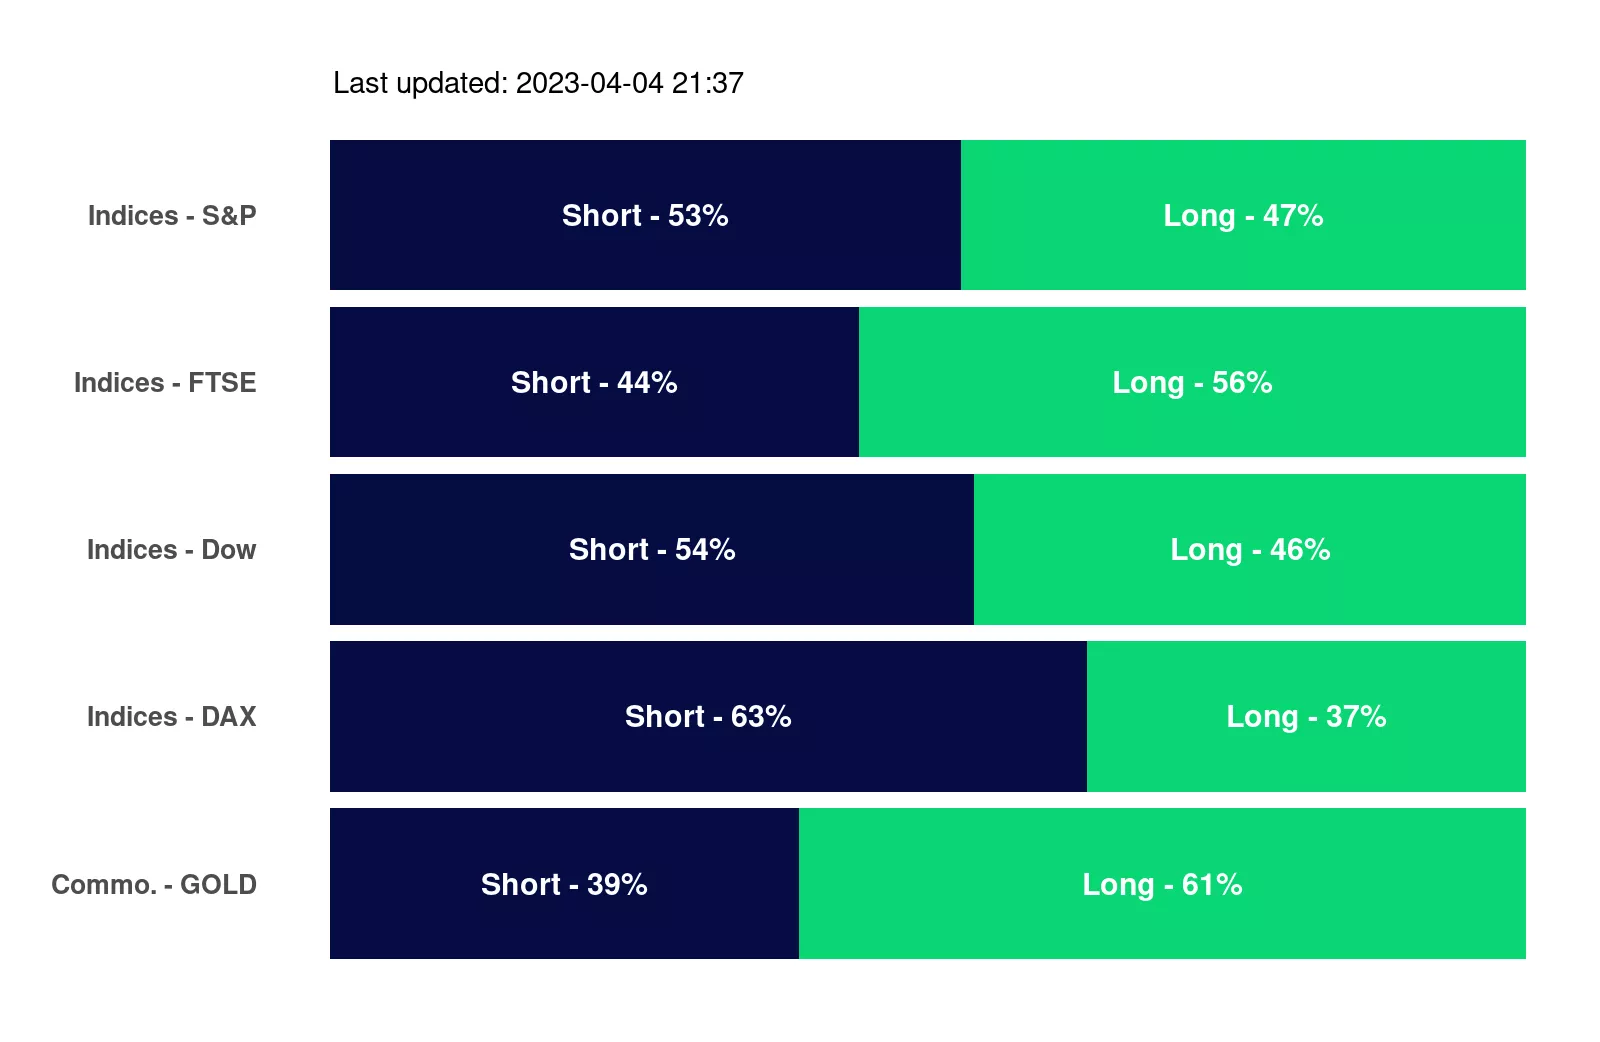 Last updated: 2023-04-04 21:37
Indices - S&P Short - 53% Long - 47%
Indices - FTSE Short - 44% Long - 56%
Indices - Dow Short - 54% Long - 46%
Indices - DAX Short - 63% Long - 37%
Commo. - GOLD Short - 39% Long - 61%